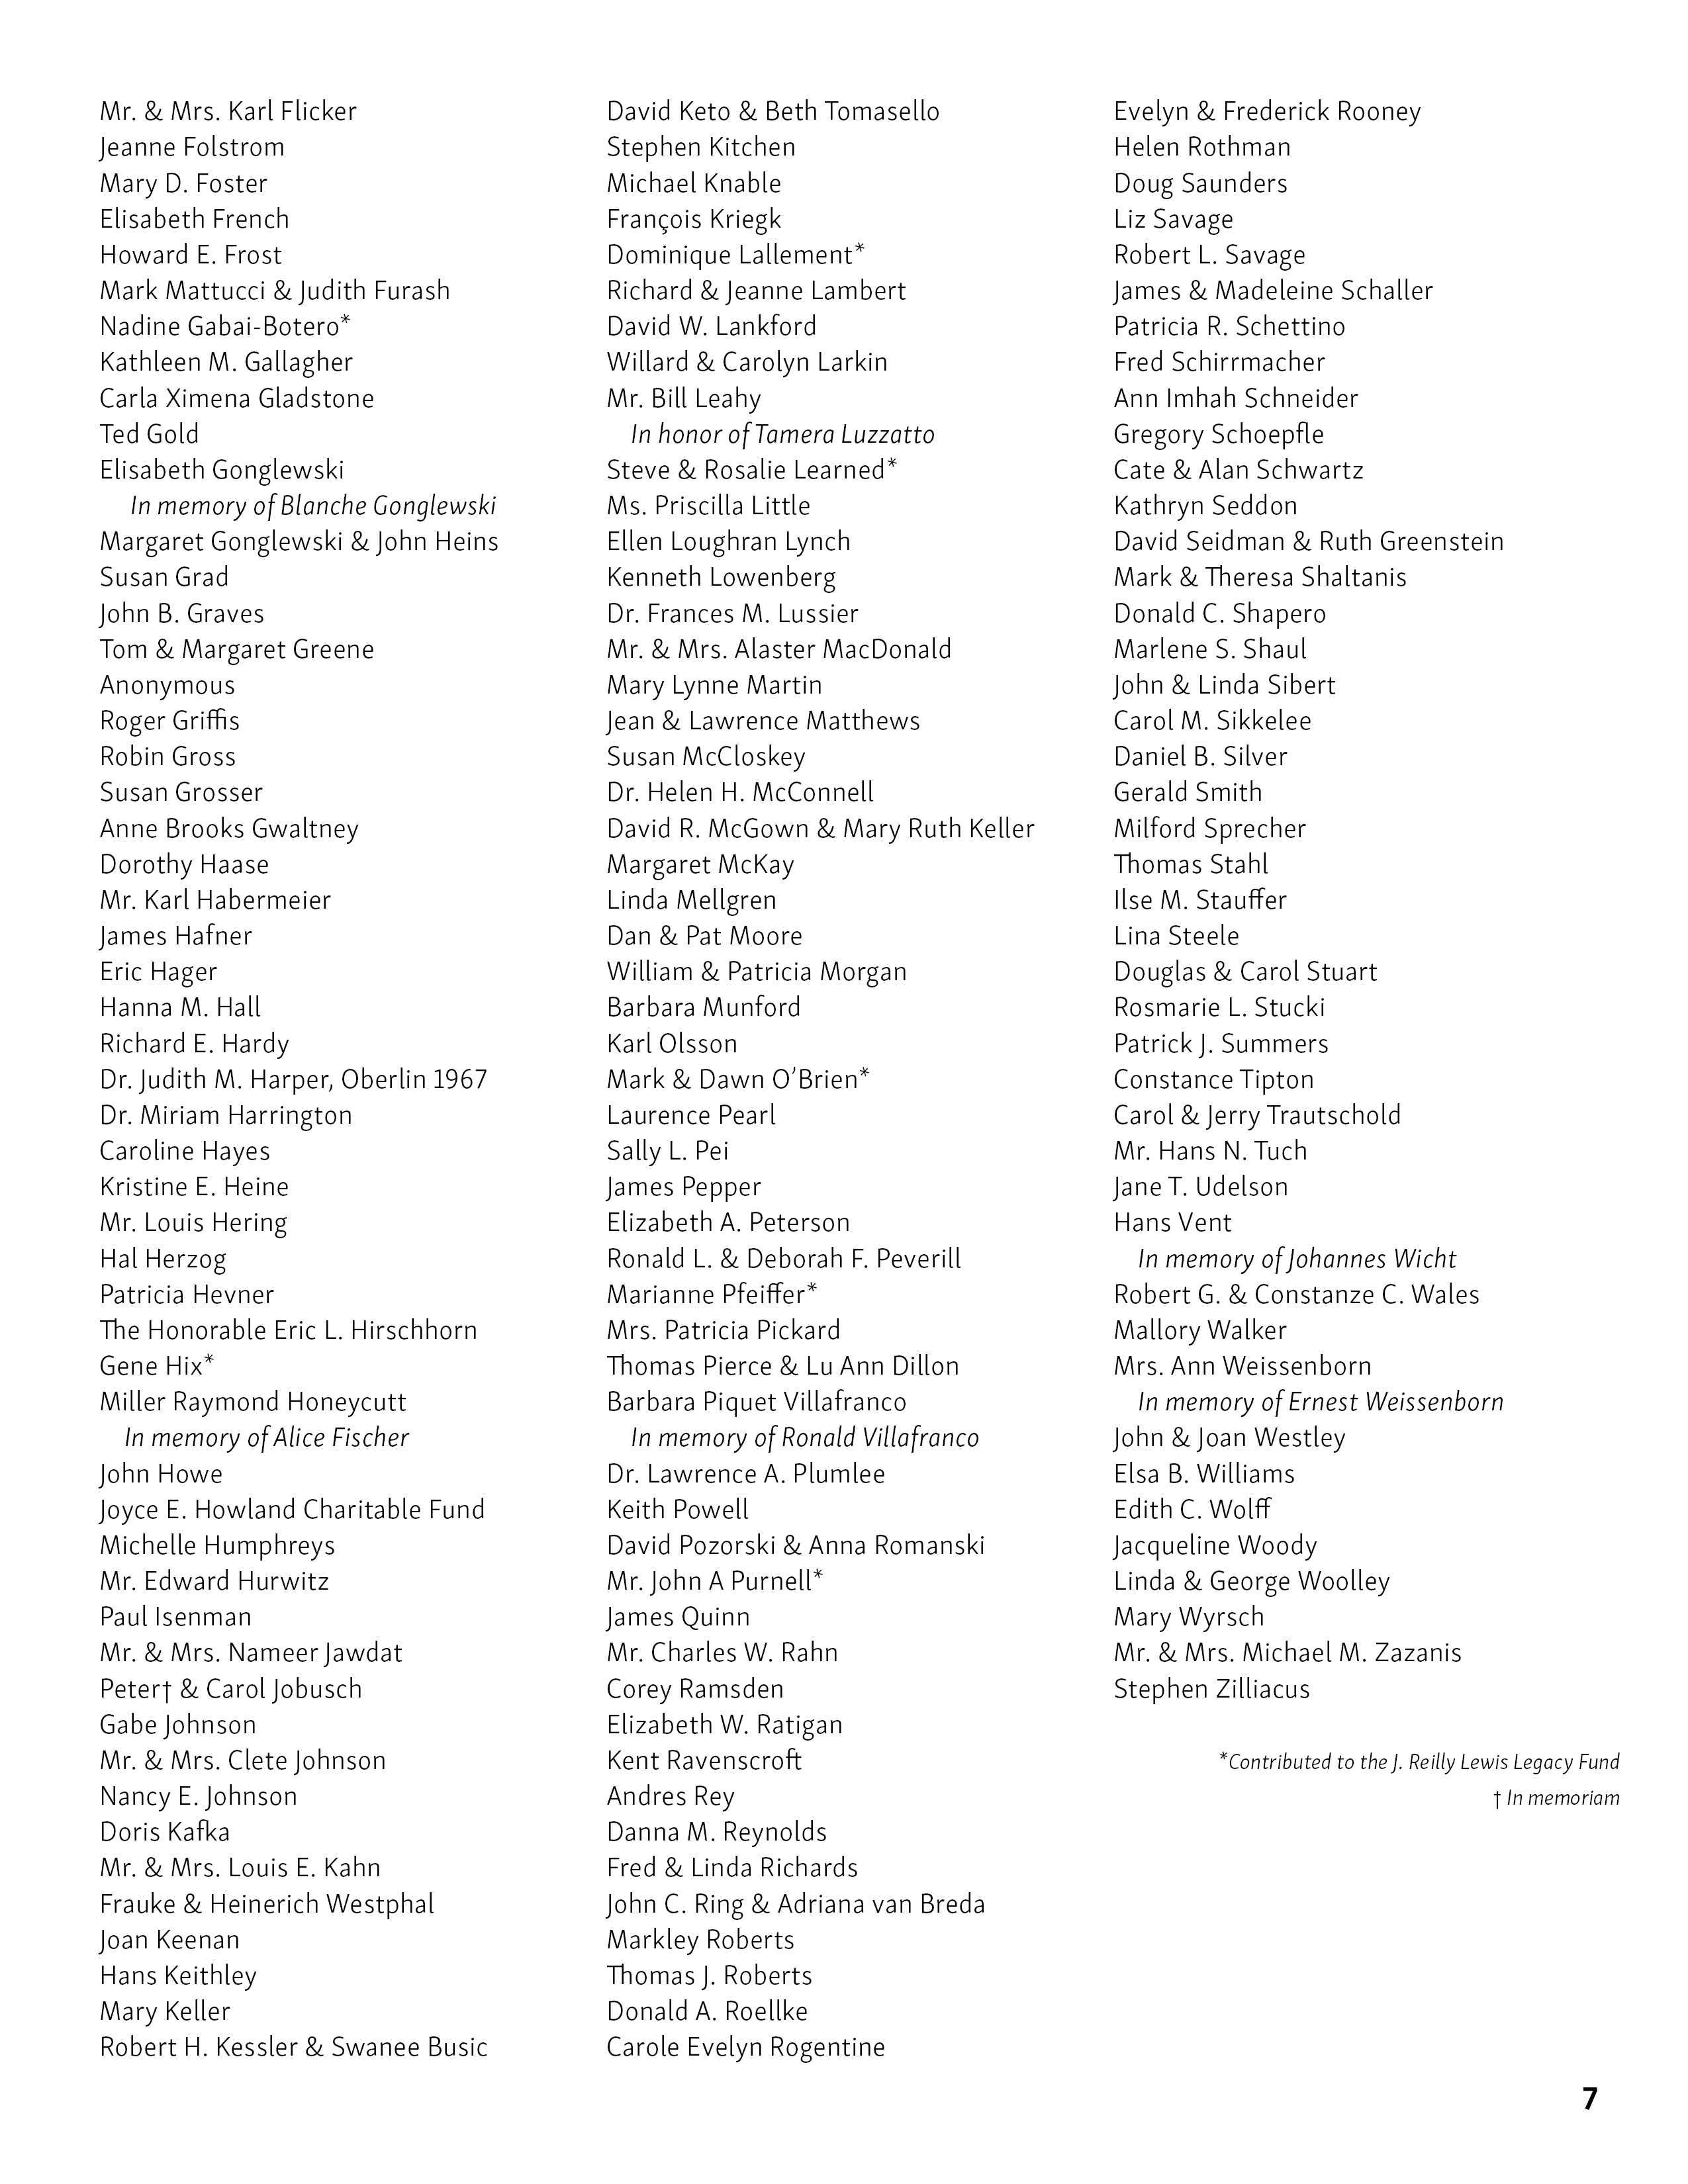 Mr. & Mrs. Karl Flicker
Jeanne Folstrom
Mary D. Foster
Elisabeth French
Howard E. Frost
Mark Mattucci & Judith Furash
Nadine Gabai-Botero*
Kathleen M. Gallagher
Carla Ximena Gladstone
Ted Gold
Elisabeth Gonglewski
In memory of Blanche Gonglewski
Margaret Gonglewski & John Heins
Susan Grad
John B. Graves
Tom & Margaret Greene
Anonymous
Roger Griffis
Robin Gross
Susan Grosser
Anne Brooks Gwaltney
Dorothy Haase
Mr. Karl Habermeier
James Hafner
Eric Hager
Hanna M. Hall
Richard E. Hardy
Dr. Judith M. Harper, Oberlin 1967
Dr. Miriam Harrington
Caroline Hayes
Kristine E. Heine
Mr. Louis Hering
Hal Herzog
Patricia Hevner
The Honorable Eric L. Hirschhorn
Gene Hix*
Miller Raymond Honeycutt
In memory of Alice Fischer
John Howe
Joyce E. Howland Charitable Fund
Michelle Humphreys
Mr. Edward Hurwitz
Paul Isenman
Mr. & Mrs. Nameer Jawdat
Peter† & Carol Jobusch
Gabe Johnson
Mr. & Mrs. Clete Johnson
Nancy E. Johnson
Doris Kafka
Mr. & Mrs. Louis E. Kahn
Frauke & Heinerich Westphal
Joan Keenan
Hans Keithley
Mary Keller
Robert H. Kessler & Swanee Busic
David Keto & Beth Tomasello
Stephen Kitchen
Michael Knable
François Kriegk
Dominique Lallement*
Richard & Jeanne Lambert
David W. Lankford
Willard & Carolyn Larkin
Mr. Bill Leahy
In honor of Tamera Luzzatto
Steve & Rosalie Learned*
Ms. Priscilla Little
Ellen Loughran Lynch
Kenneth Lowenberg
Dr. Frances M. Lussier
Mr. & Mrs. Alaster MacDonald
Mary Lynne Martin
Jean & Lawrence Matthews
Susan McCloskey
Dr. Helen H. McConnell
David R. McGown & Mary Ruth Keller
Margaret McKay
Linda Mellgren
Dan & Pat Moore
William & Patricia Morgan
Barbara Munford
Karl Olsson
Mark & Dawn O’Brien*
Laurence Pearl
Sally L. Pei
James Pepper
Elizabeth A. Peterson
Ronald L. & Deborah F. Peverill
Marianne Pfeiffer*
Mrs. Patricia Pickard
Thomas Pierce & Lu Ann Dillon
Barbara Piquet Villafranco
In memory of Ronald Villafranco
Dr. Lawrence A. Plumlee
Keith Powell
David Pozorski & Anna Romanski
Mr. John A Purnell*
James Quinn
Mr. Charles W. Rahn
Corey Ramsden
Elizabeth W. Ratigan
Kent Ravenscroft
Andres Rey
Danna M. Reynolds
Fred & Linda Richards
John C. Ring & Adriana van Breda
Markley Roberts
Thomas J. Roberts
Donald A. Roellke
Carole Evelyn Rogentine
Evelyn & Frederick Rooney
Helen Rothman
Doug Saunders
Liz Savage
Robert L. Savage
James & Madeleine Schaller
Patricia R. Schettino
Fred Schirrmacher
Ann Imhah Schneider
Gregory Schoepfle
Cate & Alan Schwartz
Kathryn Seddon
David Seidman & Ruth Greenstein
Mark & Theresa Shaltanis
Donald C. Shapero
Marlene S. Shaul
John & Linda Sibert
Carol M. Sikkelee
Daniel B. Silver
Gerald Smith
Milford Sprecher
Thomas Stahl
Ilse M. Stauffer
Lina Steele
Douglas & Carol Stuart
Rosmarie L. Stucki
Patrick J. Summers
Constance Tipton
Carol & Jerry Trautschold
Mr. Hans N. Tuch
Jane T. Udelson
Hans Vent
In memory of Johannes Wicht
Robert G. & Constanze C. Wales
Mallory Walker
Mrs. Ann Weissenborn
In memory of Ernest Weissenborn
John & Joan Westley
Elsa B. Williams
Edith C. Wolff
Jacqueline Woody
Linda & George Woolley
Mary Wyrsch
Mr. & Mrs. Michael M. Zazanis
Stephen Zilliacus
*Contributed to the J. Reilly Lewis Legacy Fund
† In memoriam
7